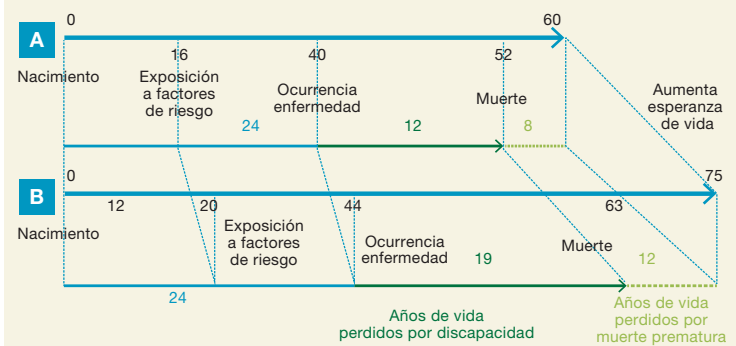 0 60
A
16 40 52
Nacimiento
Exposición
a factores
de riesgo
Ocurrencia
enfermedad
Muerte
Aumenta
esperanza
de vida
24 12 8
0 75
B
12 20 44 63
Nacimiento
Exposición
a factores
de riesgo
Ocurrencia
enfermedad
19
Muerte
12
24
Años de vida
perdidos por discapacidad
Años de vida
perdidos por
muerte prematura